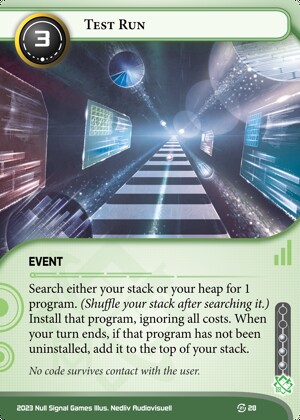 3
Test Run
EVENT
Search either your stack or your heap for 1
program. (Shuffle your stack after searching it.)
Install that program, ignoring all costs. When
your turn ends, if that program has not been
uninstalled, add it to the top of your stack.
No code survives contact with the user.
2023 Null Signal Games Illus. Nedliv Audiovisuell
28